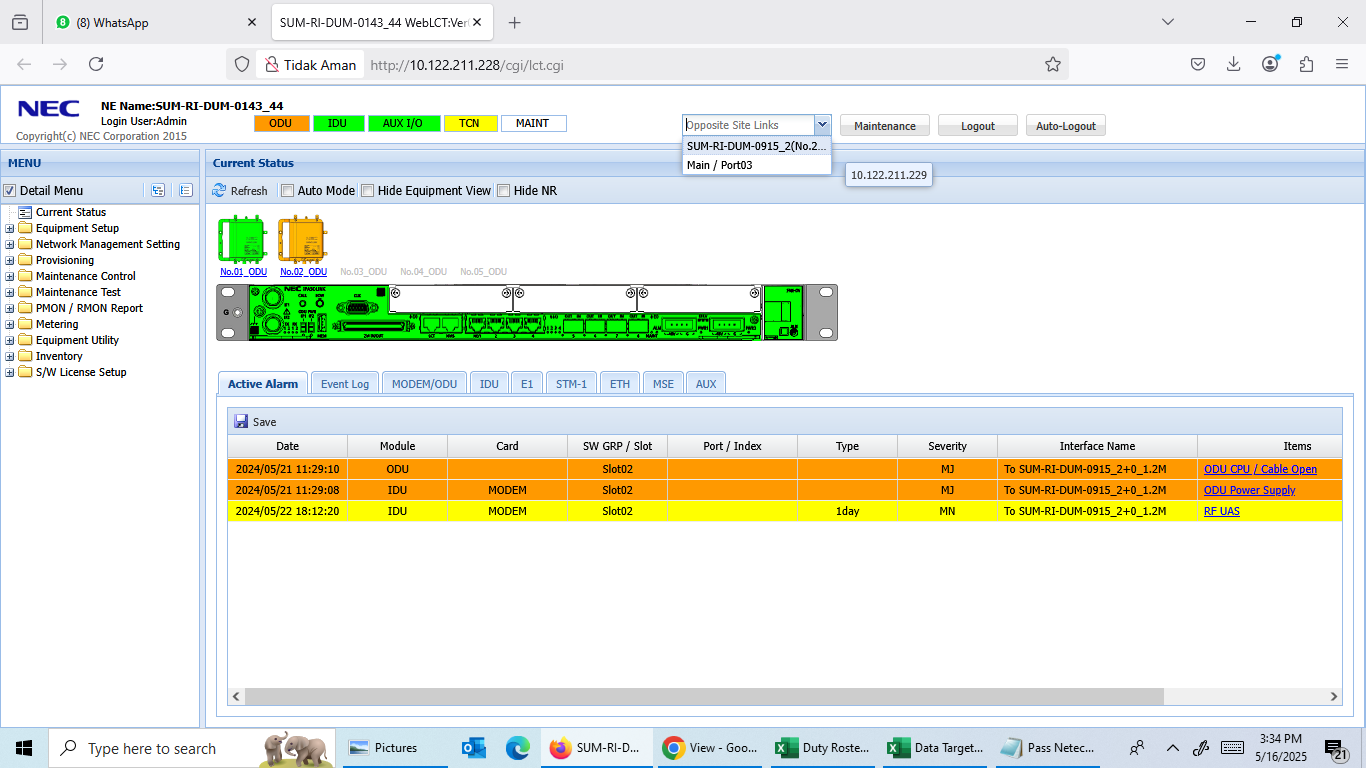 (8) WhatsApp
SUM-RI-DUM-0143_44 WebLCT:Ver
Tidak Aman
http://10.122.211.228/cgi/lct.cgi
NEC
NE Name:SUM-RI-DUM-0143_44
Login User:Admin
Copyright(c) NEC Corporation 2015
ODU
IDU
AUX I/O
TCN
MAINT
Opposite Site Links
SUM-RI-DUM-0915_2(No.2...
Main / Port03
10.122.211.229
Maintenance
Logout
Auto-Logout
MENU
Detail Menu
Current Status
Equipment Setup
Network Management Setting
Provisioning
Maintenance Control
Maintenance Test
PMON / RMON Report
Metering
Equipment Utility
Inventory
S/W License Setup
Current Status
Refresh
Auto Mode
Hide Equipment View
Hide NR
No.01_ODU
No.02_ODU
No.03_ODU
No.04_ODU
No.05_ODU
Active Alarm
Event Log
MODEM/ODU
IDU
E1
STM-1
ETH
MSE
AUX
Save
Date Module Card SW GRP / Slot Port / Index Type Severity Interface Name Items
2024/05/21 11:29:10 ODU Slot02 MJ To SUM-RI-DUM-0915_2+0_1.2M ODU CPU / Cable Open
2024/05/21 11:29:08 IDU MODEM Slot02 MJ To SUM-RI-DUM-0915_2+0_1.2M ODU Power Supply
2024/05/22 18:12:20 IDU MODEM Slot02 1day MN To SUM-RI-DUM-0915_2+0_1.2M RF UAS
Type here to search
Pictures
SUM-RI-D...
View - Goo...
Duty Roste...
Data Target...
Pass Netec...
3:34 PM
5/16/2025
21